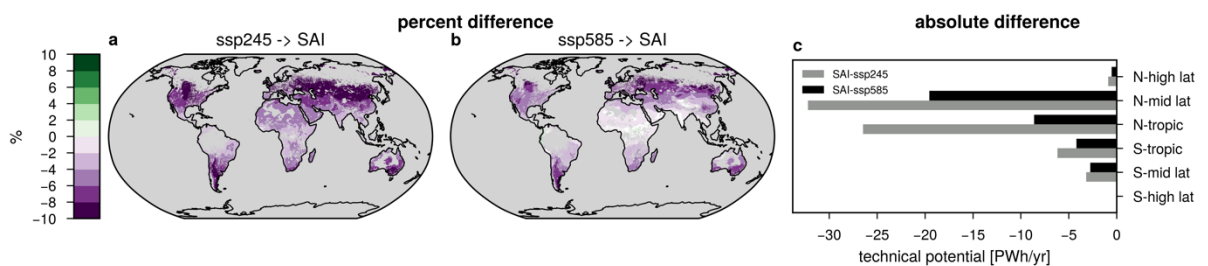 percent difference
absolute difference
a
ssp245 -> SAI
b
ssp585 -> SAI
c
%
10
8
6
4
2
0
−2
−4
−6
−8
−10
SAI-ssp245
SAI-ssp585
N-high lat
N-mid lat
N-tropic
S-tropic
S-mid lat
S-high lat
−30
−25
−20
−15
−10
−5
0
technical potential [PWh/yr]